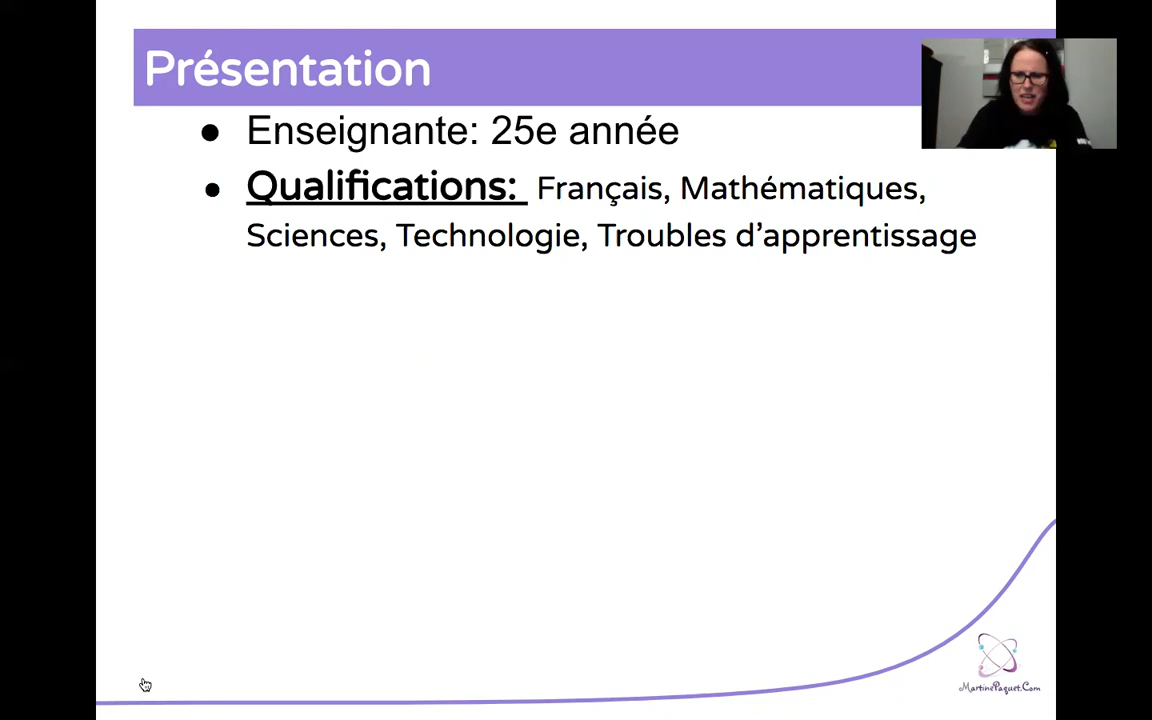 Présentation
Enseignante: 25e année
Qualifications: Français, Mathématiques,
Sciences, Technologie, Troubles d'apprentissage
MartinePaquet.Com